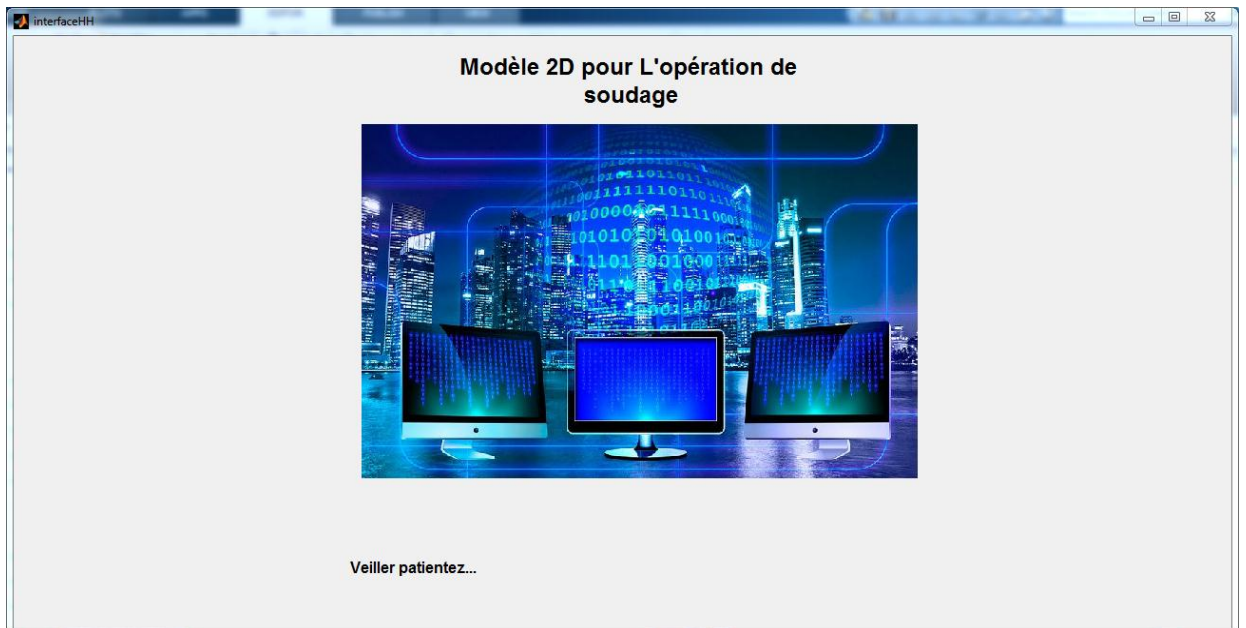 interfaceHH
Modèle 2D pour L'opération de
soudage
Veiller patientez...